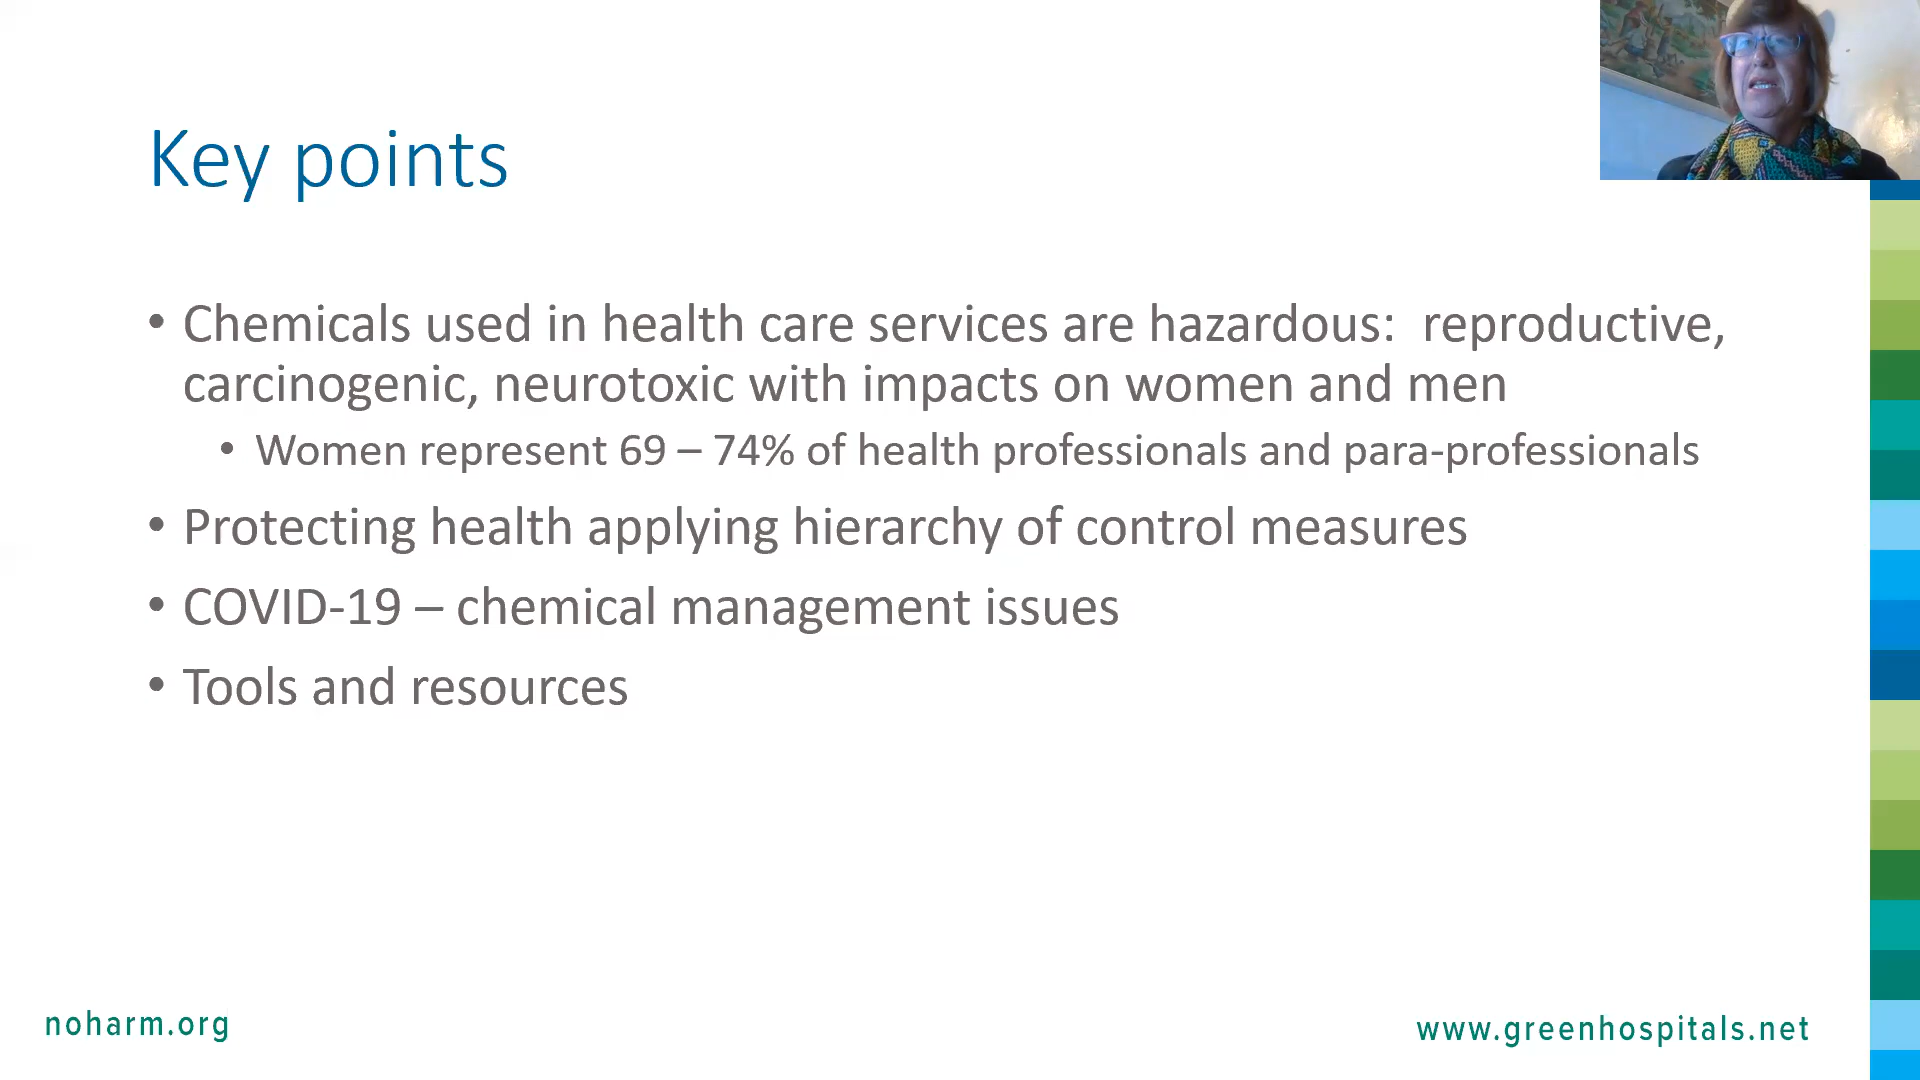 Key points
• Chemicals used in health care services are hazardous:  reproductive,
carcinogenic, neurotoxic with impacts on women and men
• Women represent 69 – 74% of health professionals and para-professionals
• Protecting health applying hierarchy of control measures
• COVID-19 – chemical management issues
• Tools and resources
noharm.org
www.greenhospitals.net